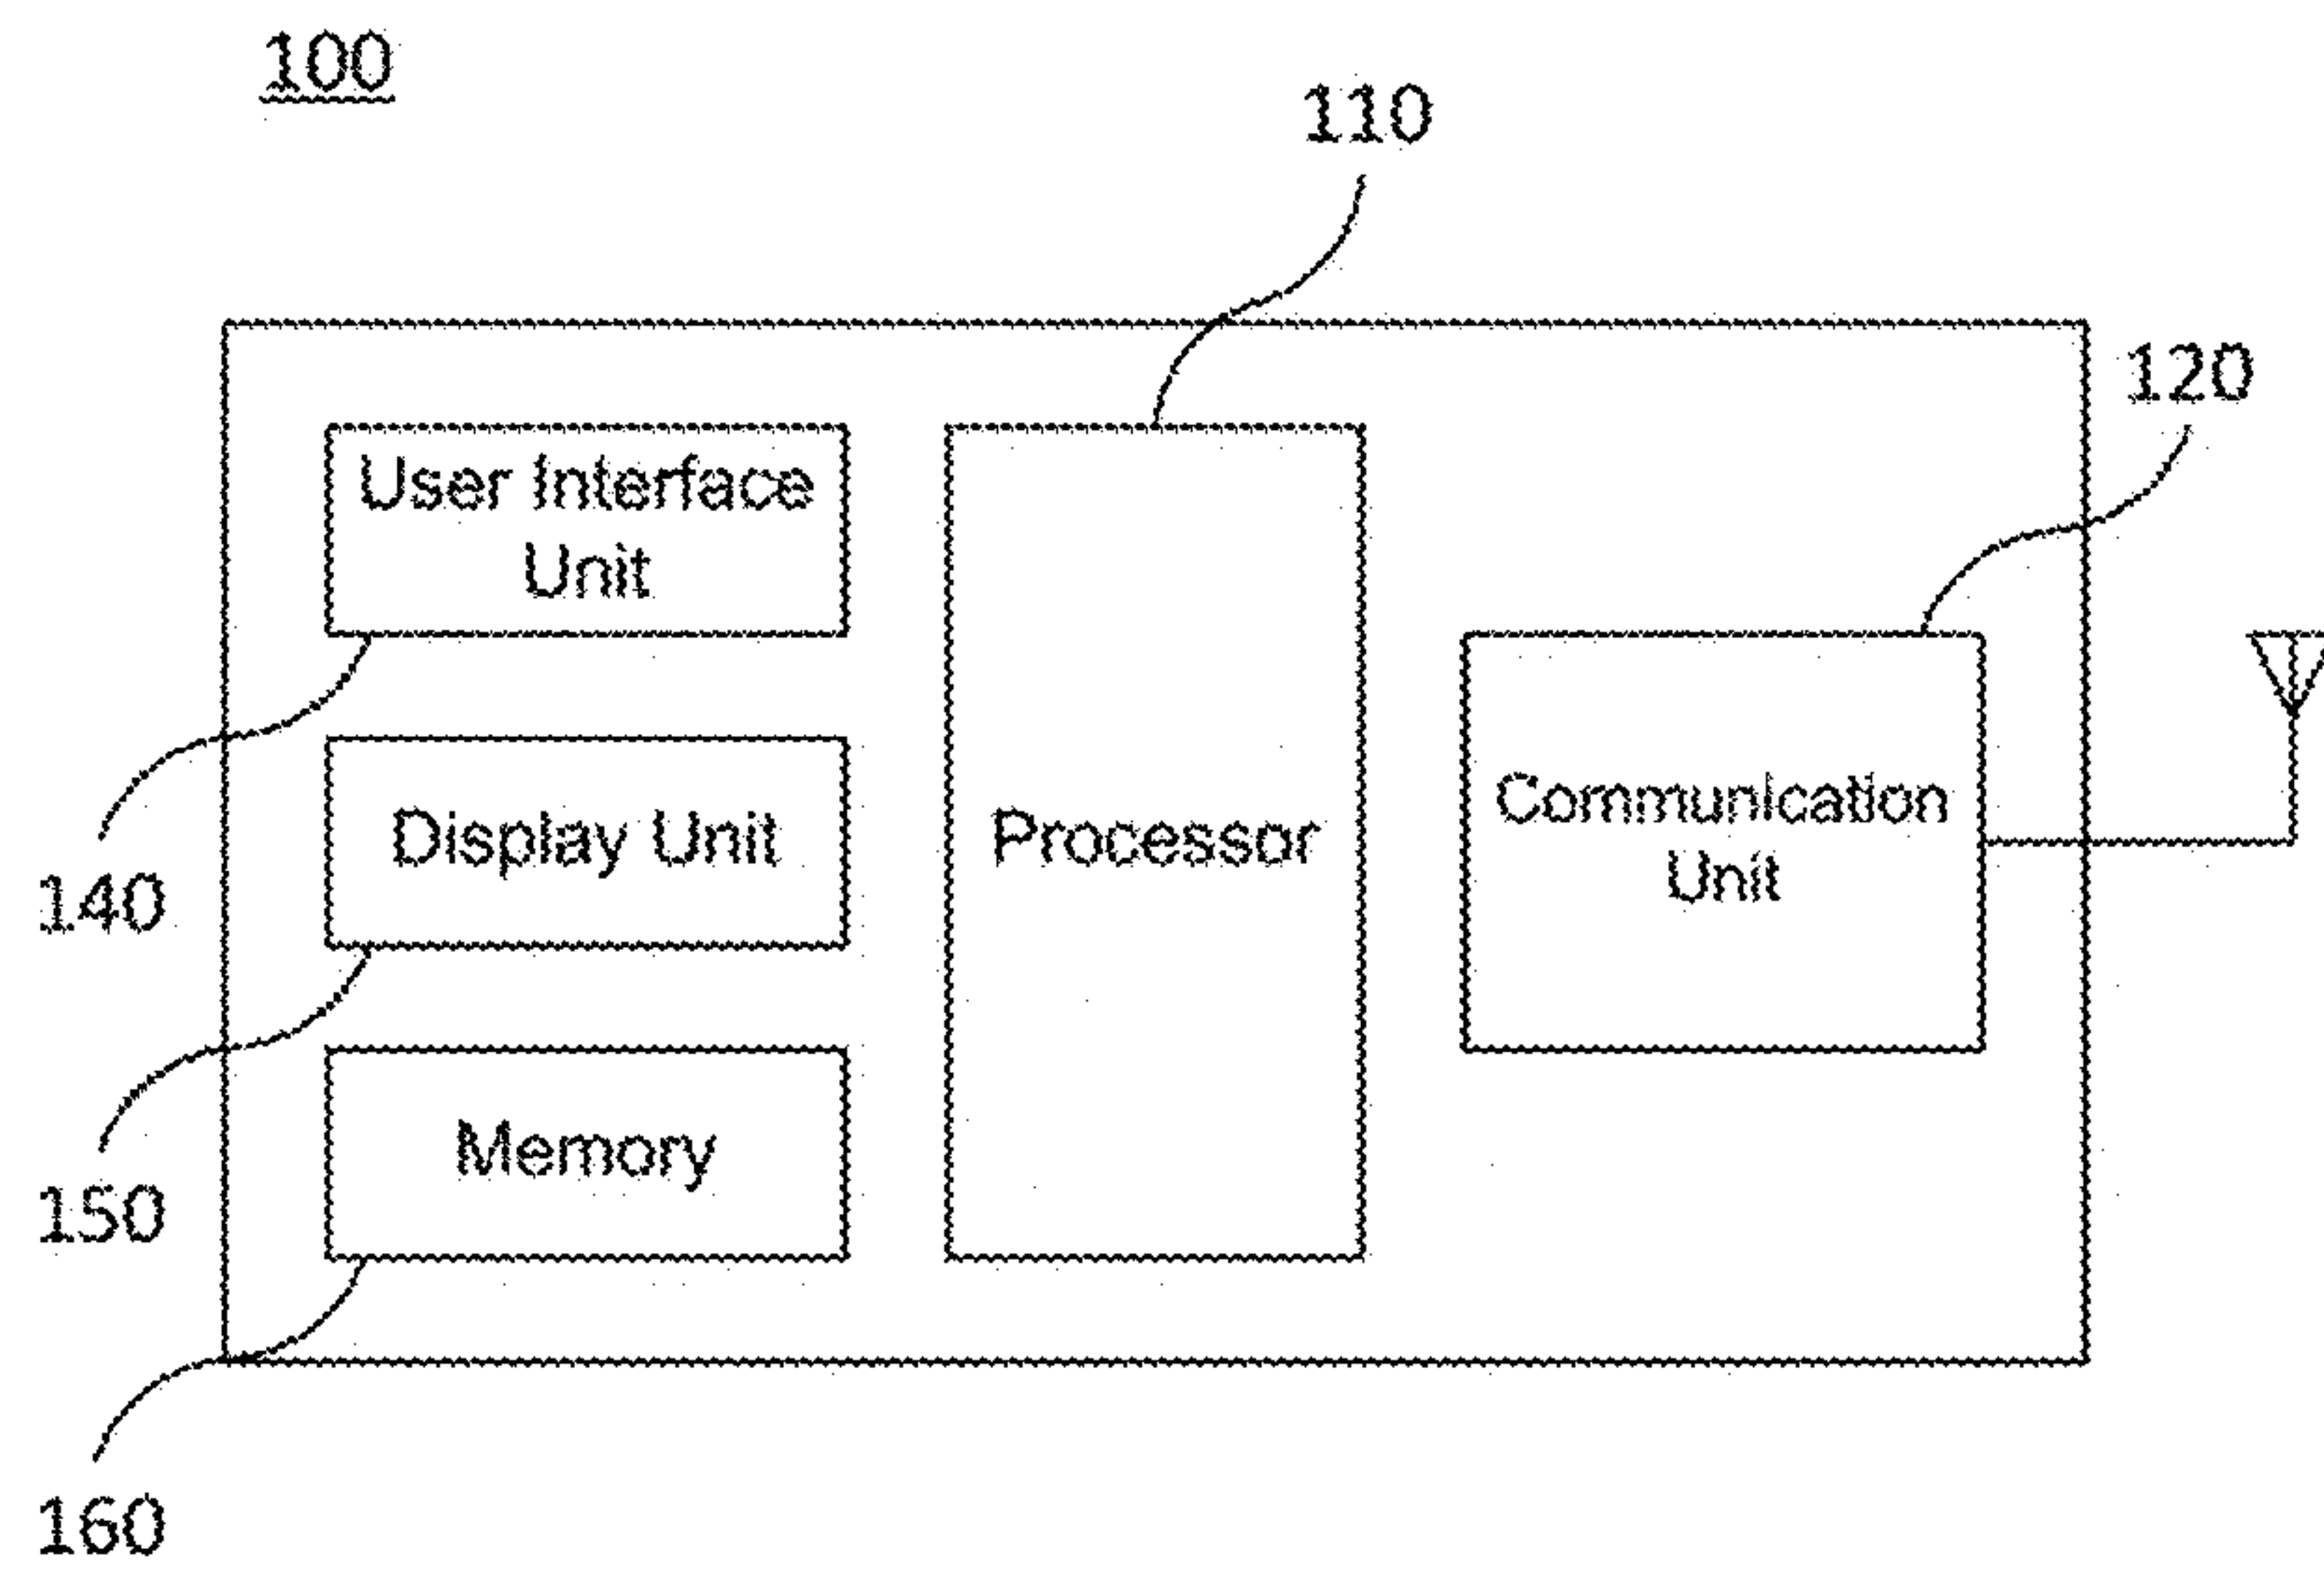 100
110
120
User Interface
Unit
Display Unit
Processor
Communication
Unit
140
Memory
150
160